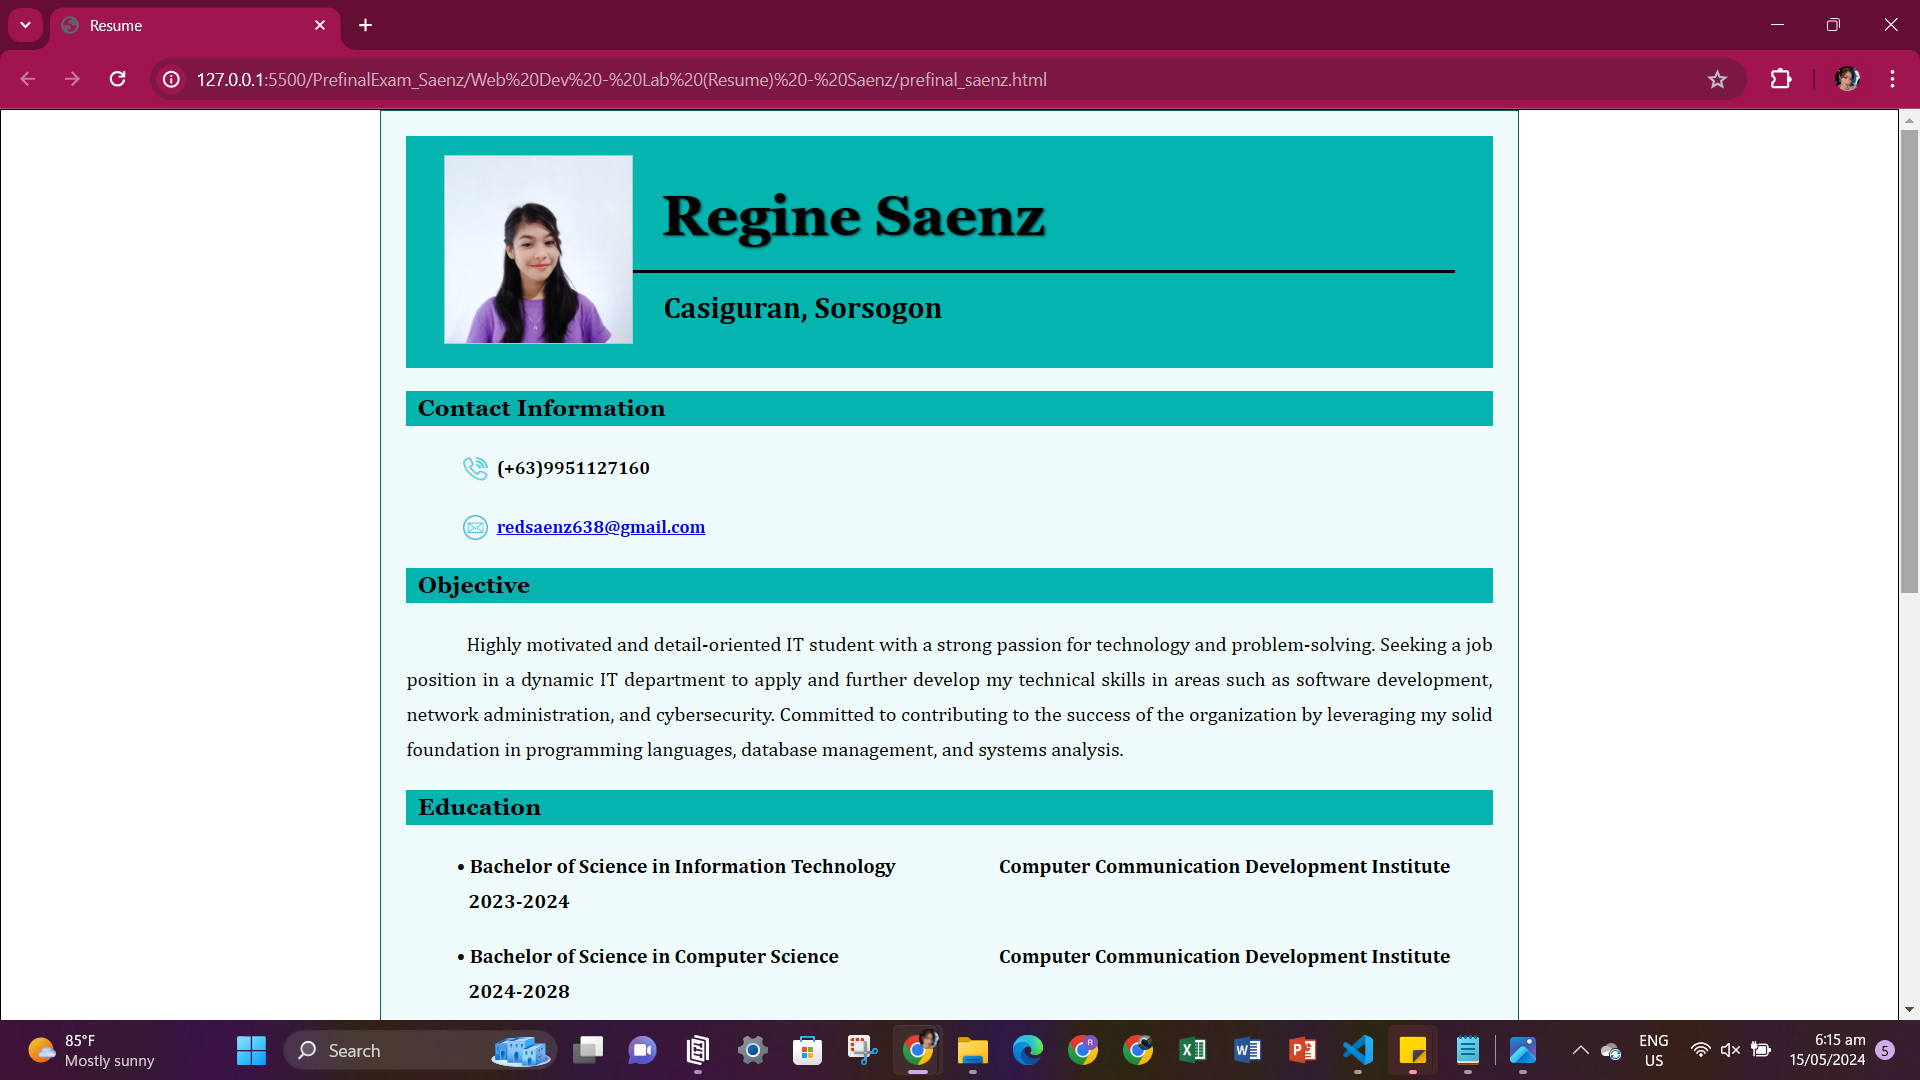 Resume
127.0.0.1:5500/PrefinalExam_Saenz/Web%20Dev%20-%20Lab%20(Resume)%20-%20Saenz/prefinal_saenz.html
Regine Saenz
Casiguran, Sorsogon
Contact Information
(+63)9951127160
redsaenz638@gmail.com
Objective
Highly motivated and detail-oriented IT student with a strong passion for technology and problem-solving. Seeking a job
position in a dynamic IT department to apply and further develop my technical skills in areas such as software development,
network administration, and cybersecurity. Committed to contributing to the success of the organization by leveraging my solid
foundation in programming languages, database management, and systems analysis.
Education
• Bachelor of Science in Information Technology Computer Communication Development Institute
2023-2024
• Bachelor of Science in Computer Science Computer Communication Development Institute
2024-2028
85°F
Mostly sunny
Search
ENG
US
6:15 am
15/05/2024
5